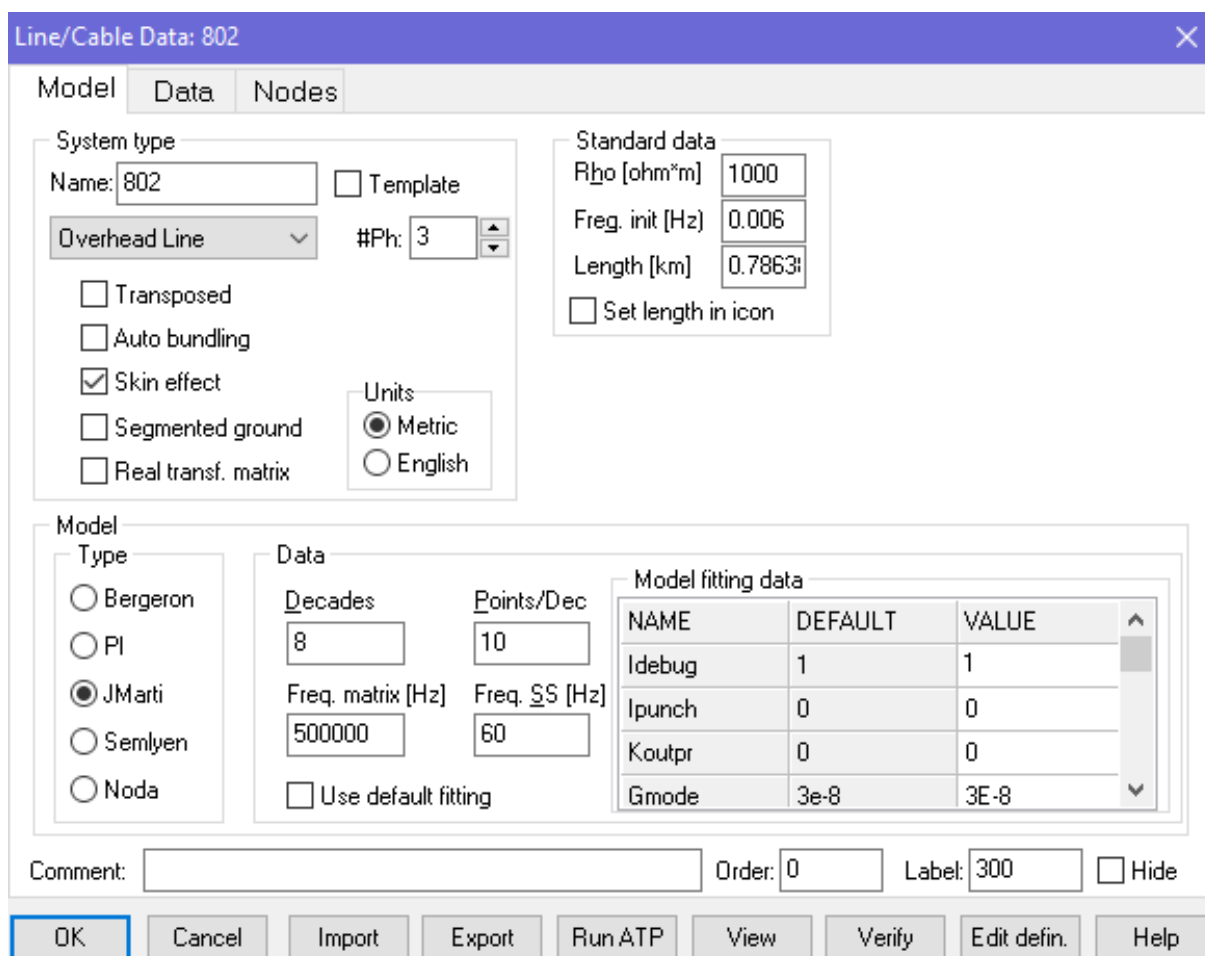 Line/Cable Data: 802
Model Data Nodes
System type
Name: 802 Template
Overhead Line #Ph: 3
Transposed
Auto bundling
Skin effect
Segmented ground
Real transf. matrix
Units
Metric
English
Standard data
Rho [ohm*m] 1000
Freq. init [Hz] 0.006
Length [km] 0.7863
Set length in icon
Model
Type
Bergeron
PI
JMarti
Semlyen
Noda
Data
Decades Points/Dec
8 10
Freq. matrix [Hz] Freq. SS [Hz]
500000 60
Use default fitting
Model fitting data
NAME DEFAULT VALUE
Idebug 1 1
Ipunch 0 0
Koutpr 0 0
Gmode 3e-8 3E-8
Comment: Order: 0 Label: 300 Hide
OK Cancel Import Export Run ATP View Verify Edit defin. Help